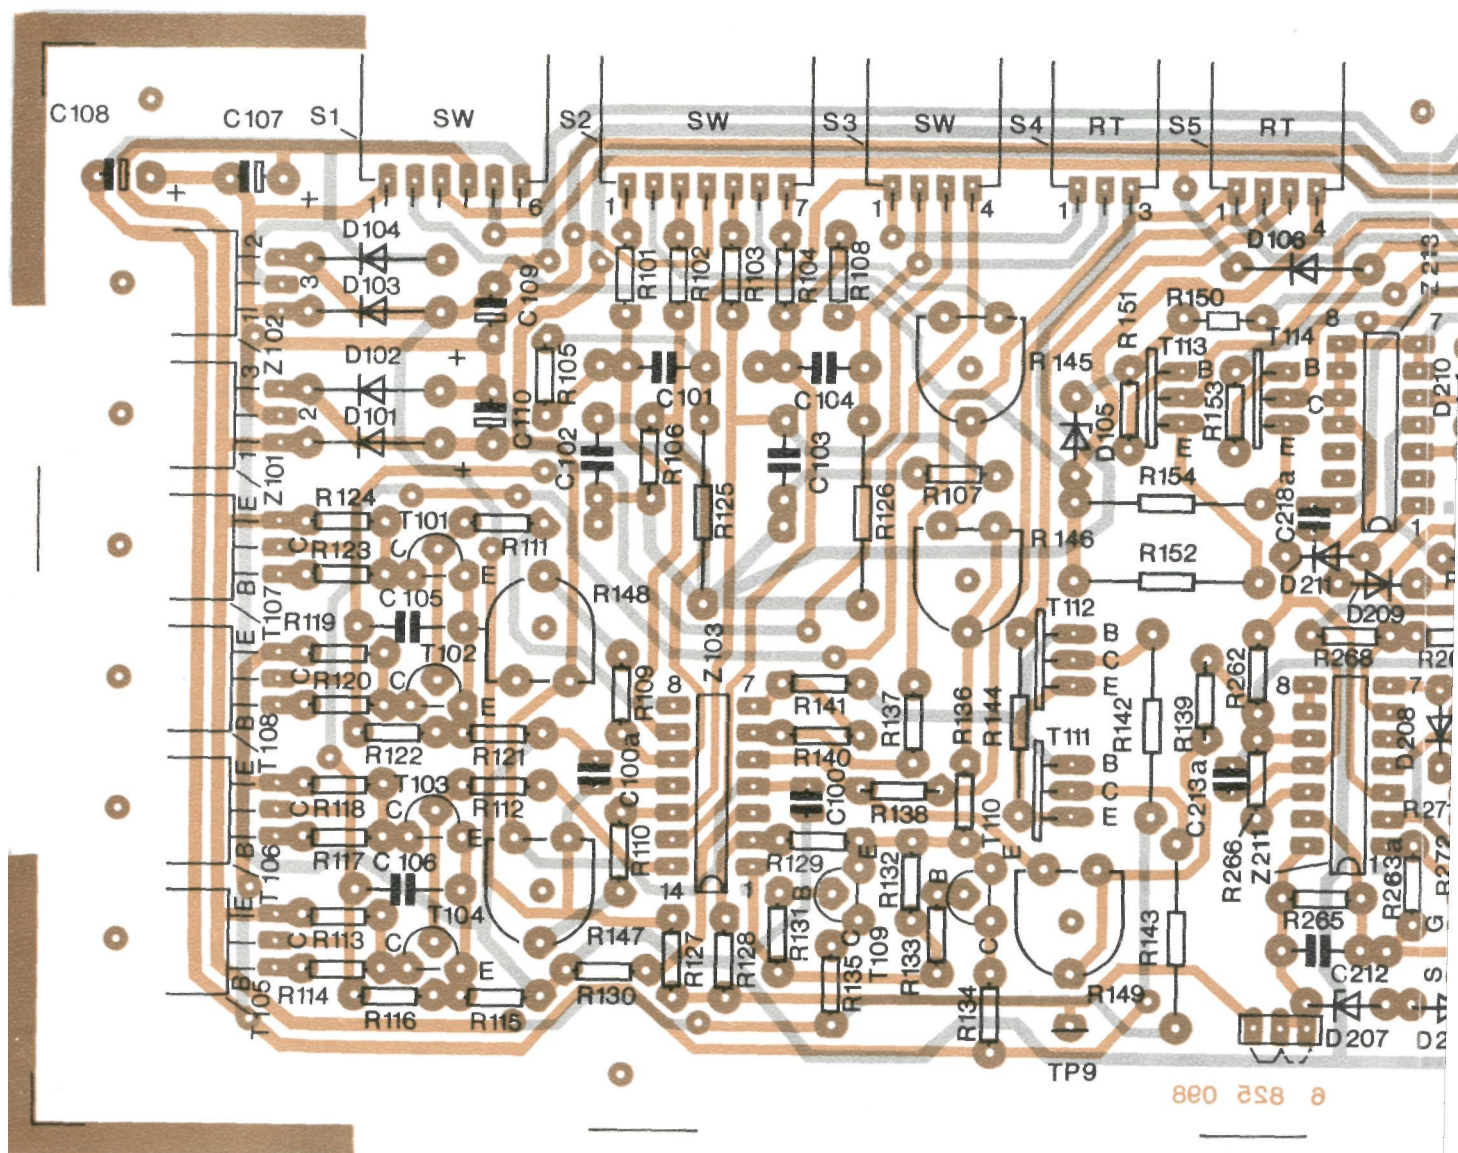 C108
C107
S1
SW
S2
SW
S3
SW
S4
RT
S5
RT
1
6
1
7
1
4
1
3
1
4
D104
D103
D102
D101
2
3
1
Z102
3
2
1
Z101
+
+
+
+
C109
C110
R101
R102
R103
R104
R108
R105
C101
C104
C102
R106
C103
R125
R126
R107
R145
R146
D105
R151
R150
T113
T114
B
C
E
B
E
R153
R154
R152
D106
Z213
8
7
D210
1
C218a
D211
D209
E
C
B
T107
R124
R123
T101
C
E
R111
C105
R148
R119
R120
T102
C
E
E
C
B
T108
R122
R121
R109
Z103
8
7
14
1
C100a
C100
R141
R140
R137
R136
R144
R138
T112
B
C
E
T111
B
C
E
R142
R139
R262
R268
8
7
D208
C213a
R266
Z211
1
R271
R272
R263a
R265
G
C212
S
D207
E
C
B
T106
R118
R117
T103
C
E
R112
R110
C106
R147
E
C
B
T105
R113
R114
T104
C
E
R116
R115
R130
R127
R128
R129
R131
B
E
C
T109
R135
R132
R133
T110
B
E
C
R134
R149
R143
TP9
6 825 098